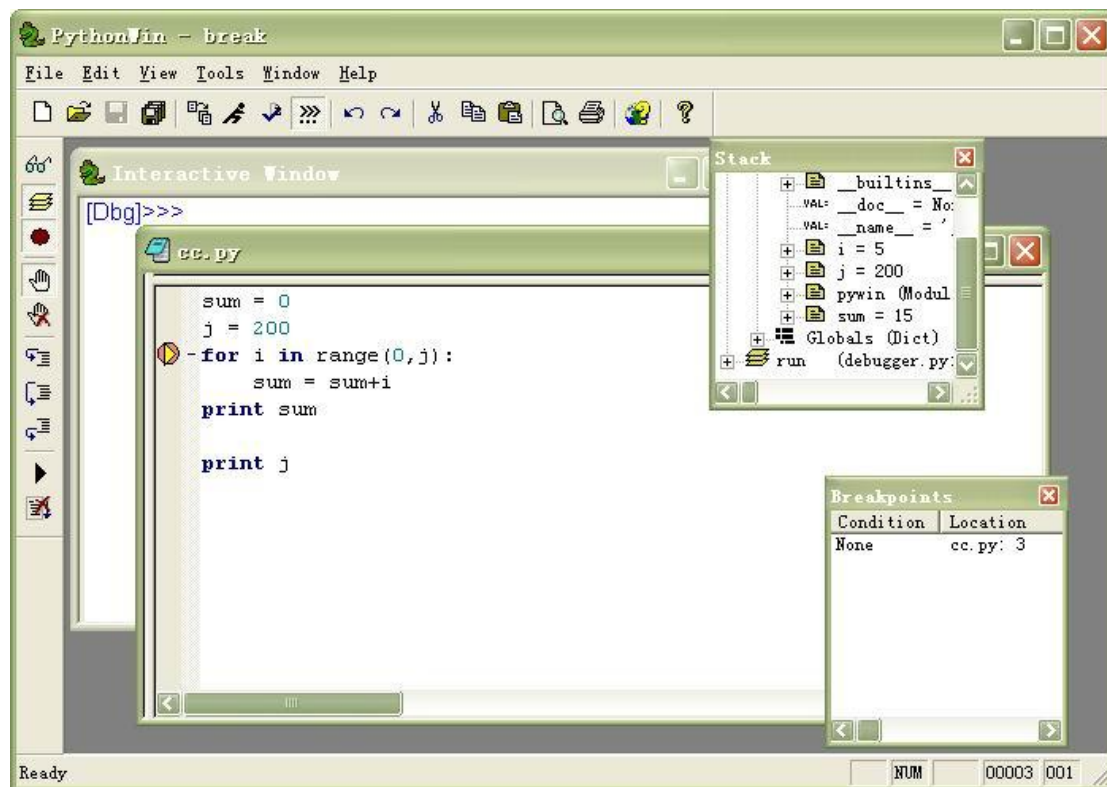 PythonWin - break
File Edit View Tools Window Help
Interactive Window
[Dbg]>>>
cc.py
sum = 0
j = 200
for i in range(0,j):
sum = sum+i
print sum
print j
Stack
__builtins__
VAL: __doc__ = No
VAL: __name__ = '
i = 5
j = 200
pywin (Modul
sum = 15
Globals (Dict)
run (debugger.py:
Breakpoints
Condition Location
None cc.py: 3
Ready NUM 00003 001